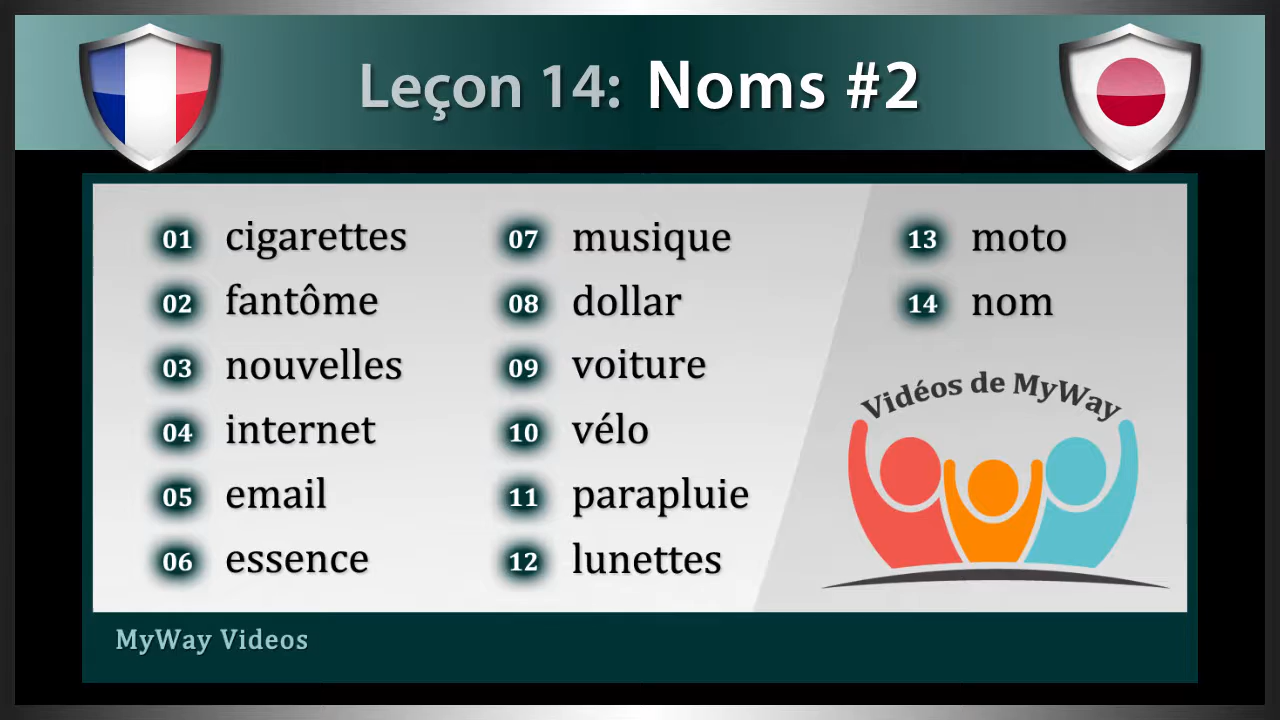 Leçon 14: Noms #2
01 cigarettes
02 fantôme
03 nouvelles
04 internet
05 email
06 essence
07 musique
08 dollar
09 voiture
10 vélo
11 parapluie
12 lunettes
13 moto
14 nom
Vidéos de MyWay
MyWay Videos